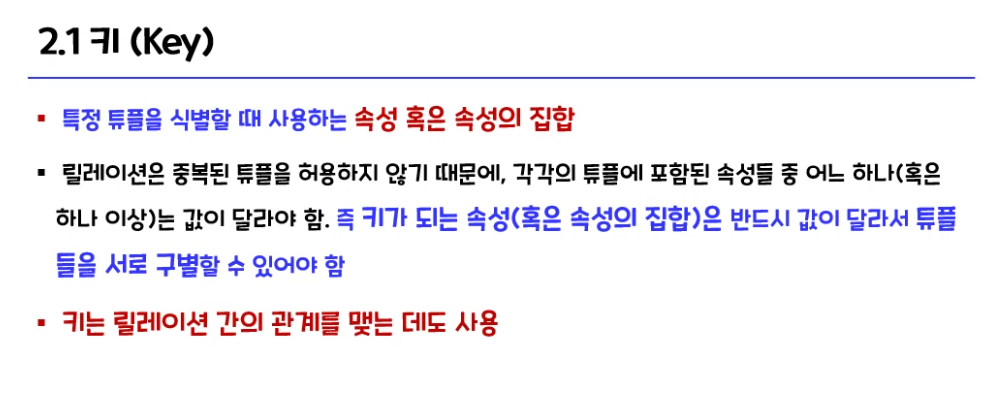 2.1 키 (Key)
▪ 특정 튜플을 식별할 때 사용하는 속성 혹은 속성의 집합
▪ 릴레이션은 중복된 튜플을 허용하지 않기 때문에, 각각의 튜플에 포함된 속성들 중 어느 하나(혹은
하나 이상)는 값이 달라야 함. 즉 키가 되는 속성(혹은 속성의 집합)은 반드시 값이 달라서 튜플
들을 서로 구별할 수 있어야 함
▪ 키는 릴레이션 간의 관계를 맺는 데도 사용